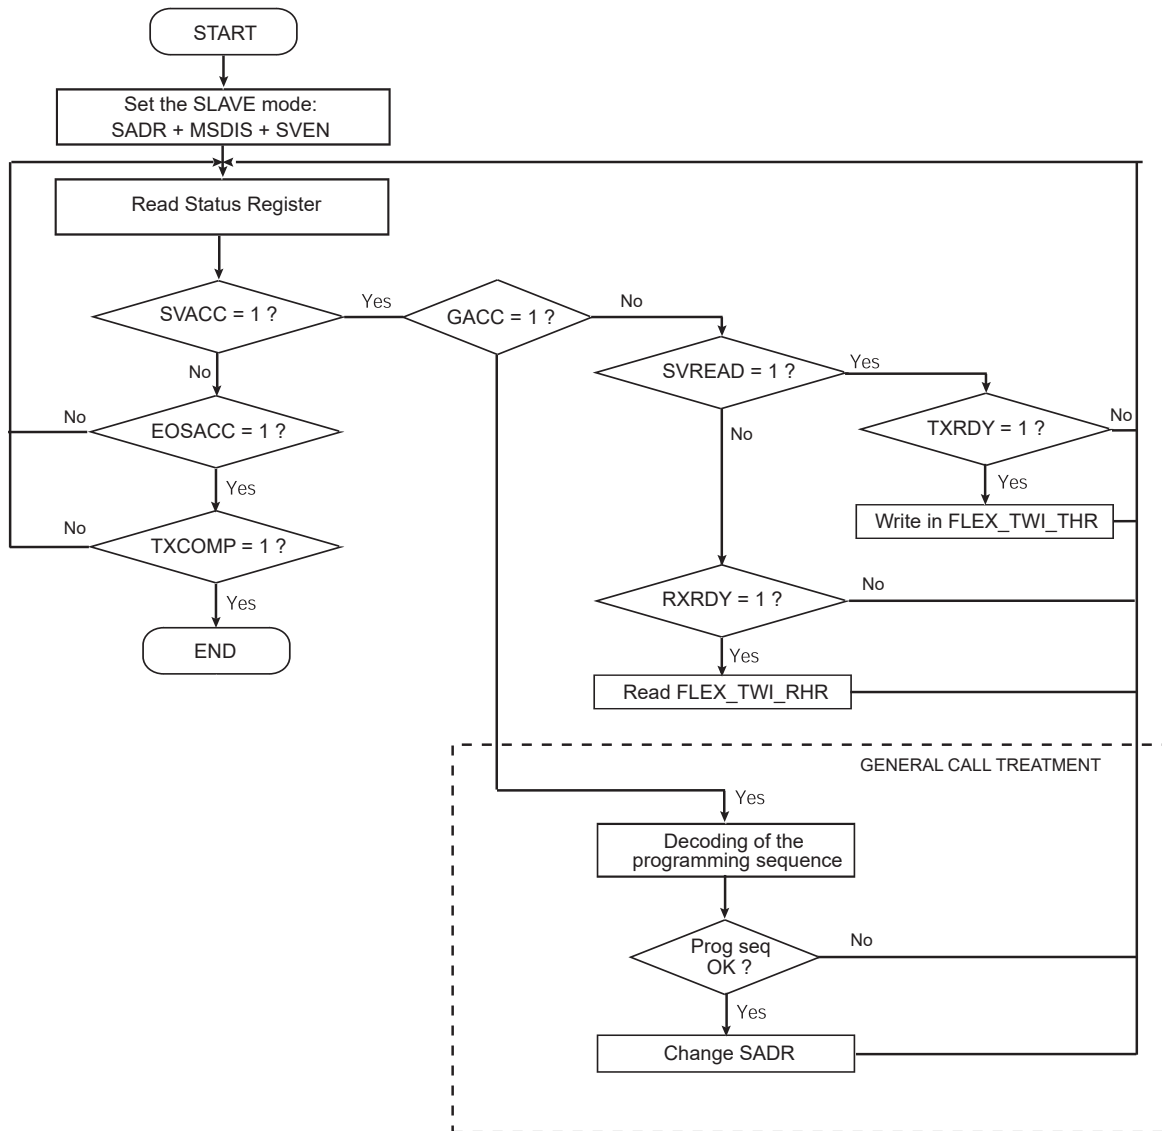 START
Set the SLAVE mode:
SADR + MSDIS + SVEN
Read Status Register
SVACC = 1 ?
Yes
GACC = 1 ?
No
SVREAD = 1 ?
Yes
No
EOSACC = 1 ?
No
TXRDY = 1 ?
No
No
Yes
Yes
Write in FLEX_TWI_THR
No
TXCOMP = 1 ?
RXRDY = 1 ?
No
Yes
END
Yes
Read FLEX_TWI_RHR
GENERAL CALL TREATMENT
Yes
Decoding of the
programming sequence
Prog seq
OK ?
No
Yes
Change SADR